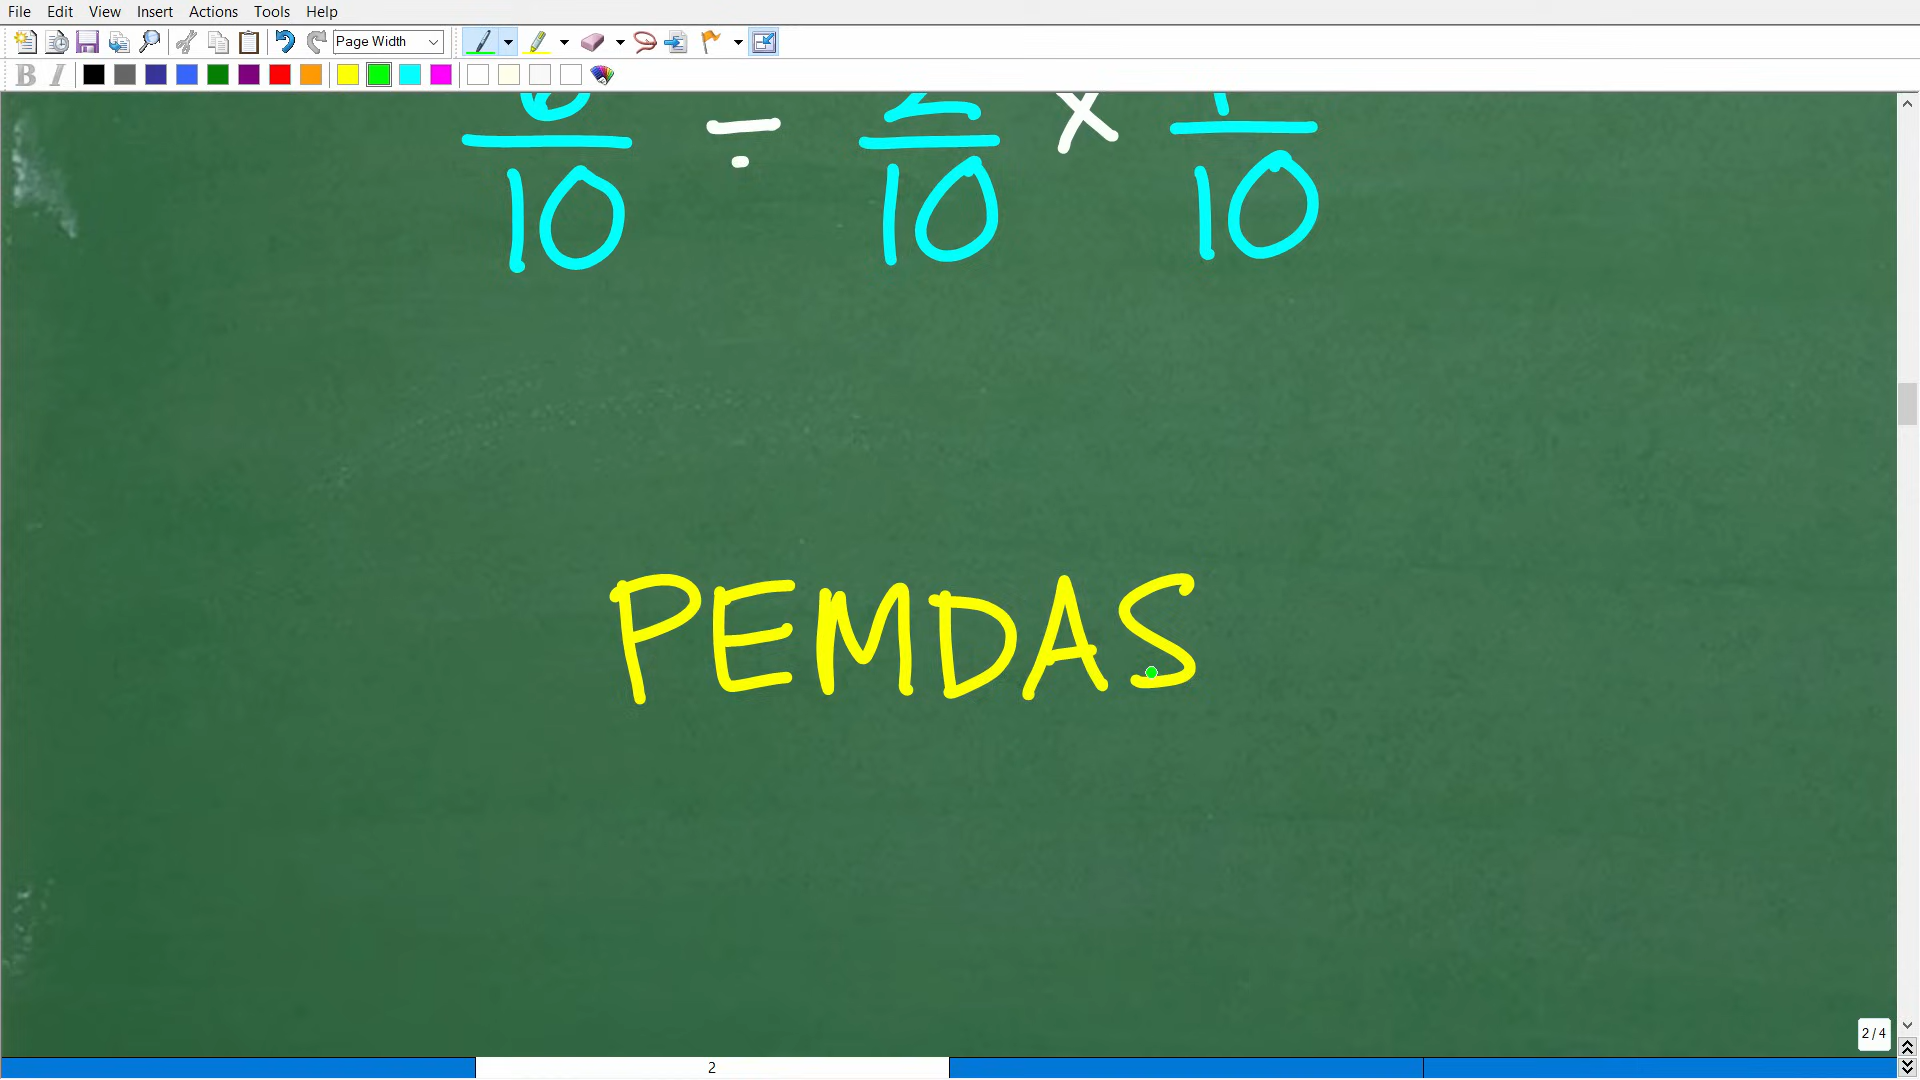 File Edit View Insert Actions Tools Help
Page Width
B I
÷ ×
10 10 10
PEMDAS
2 / 4
2